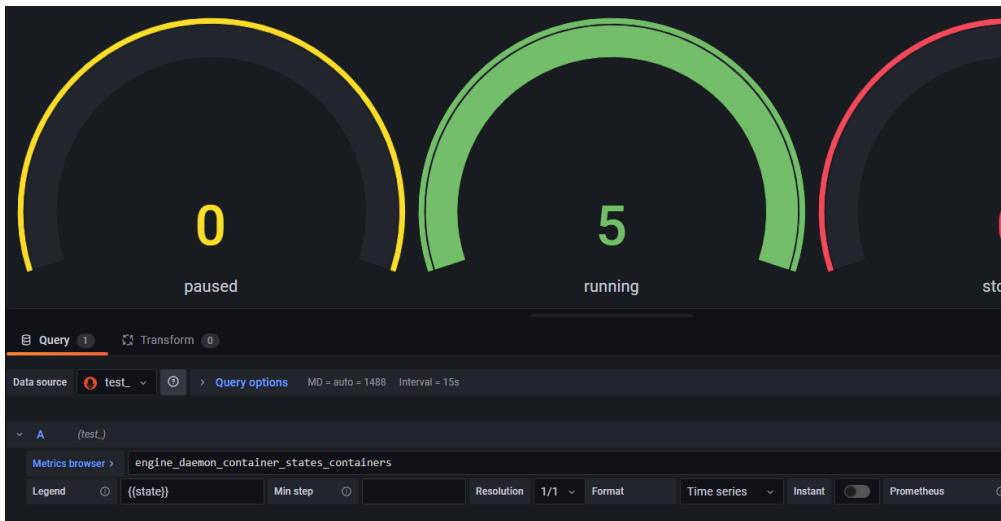 0
5
paused
running
Query 1
Transform 0
Data source
test_
Query options
MD = auto = 1488
Interval = 15s
A
(test_)
Metrics browser >
engine_daemon_container_states_containers
Legend
{{state}}
Min step
Resolution
1/1
Format
Time series
Instant
Prometheus